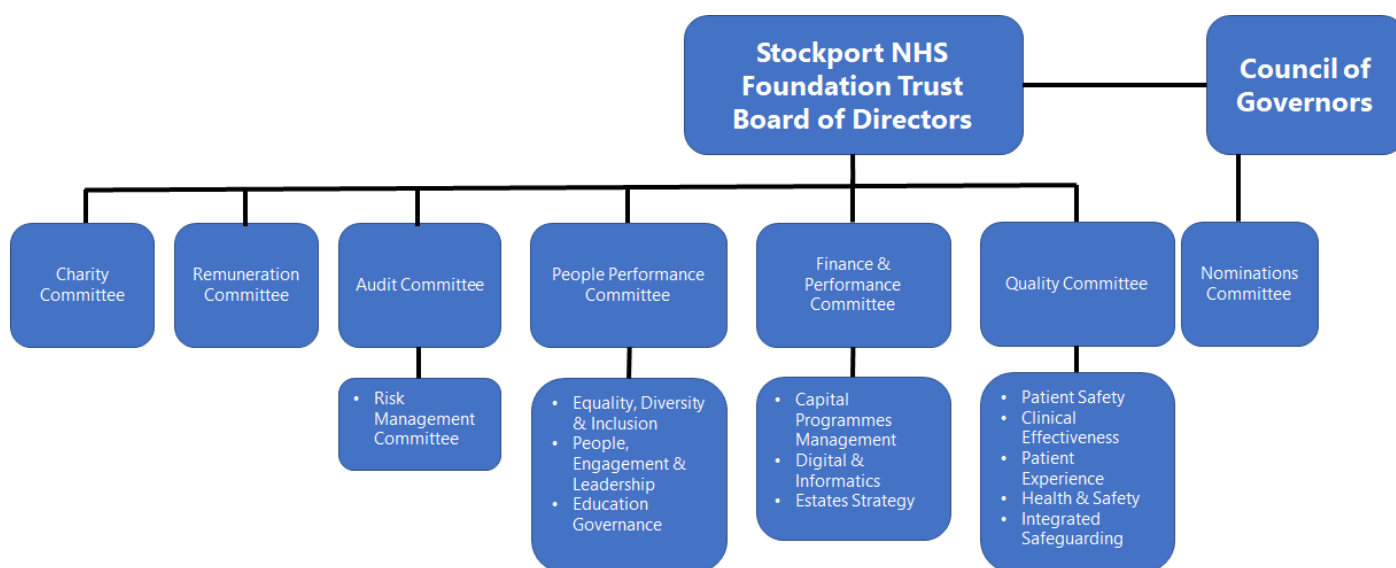 Stockport NHS
Foundation Trust
Board of Directors
Council of
Governors
Charity
Committee
Remuneration
Committee
Audit Committee
People Performance
Committee
Finance &
Performance
Committee
Quality Committee
Nominations
Committee
• Risk
Management
Committee
• Equality, Diversity
& Inclusion
• People,
Engagement &
Leadership
• Education
Governance
• Capital
Programmes
Management
• Digital &
Informatics
• Estates Strategy
• Patient Safety
• Clinical
Effectiveness
• Patient
Experience
• Health & Safety
• Integrated
Safeguarding